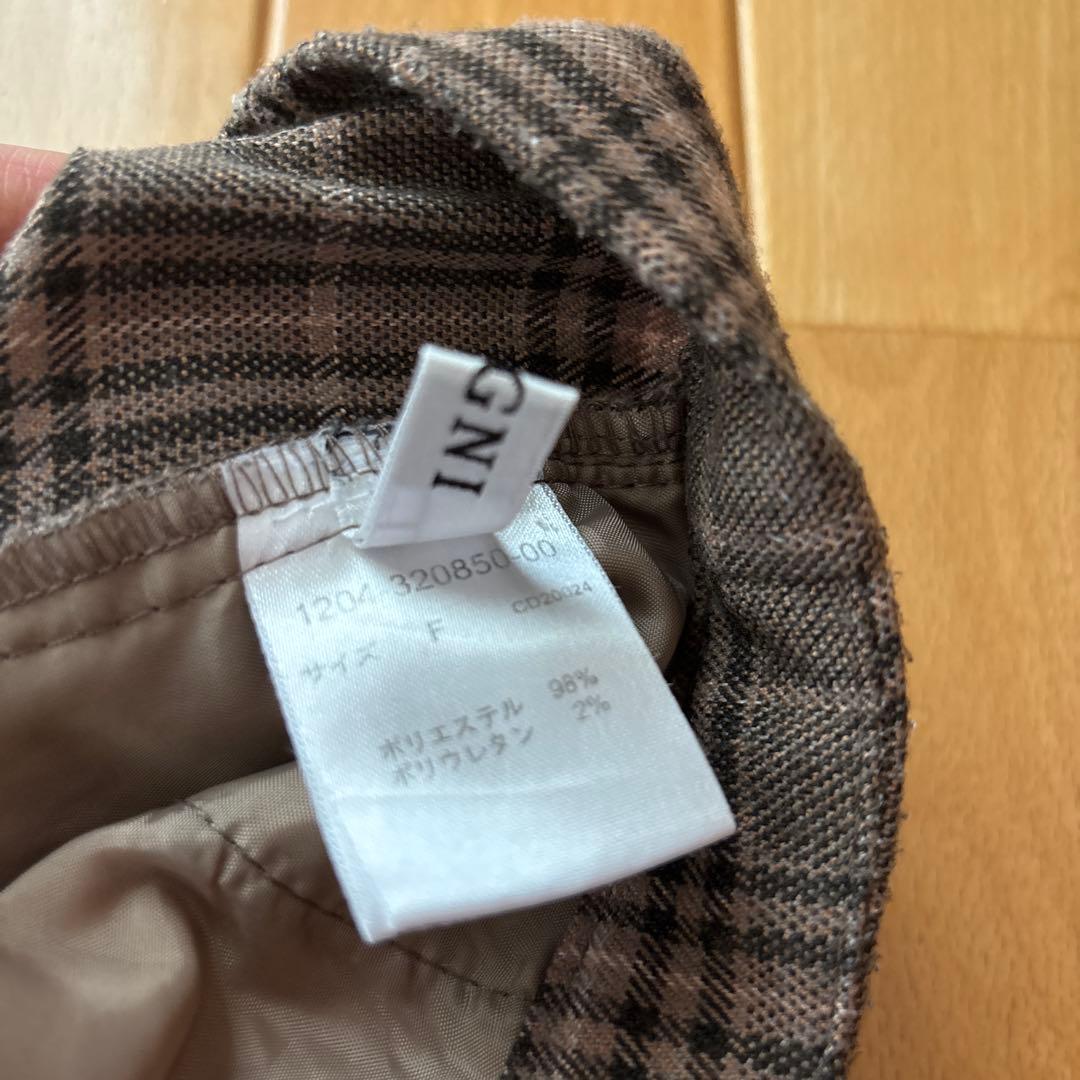 GNI
1204-320850-00
サイズ F CD20024
ポリエステル 98%
ポリウレタン 2%